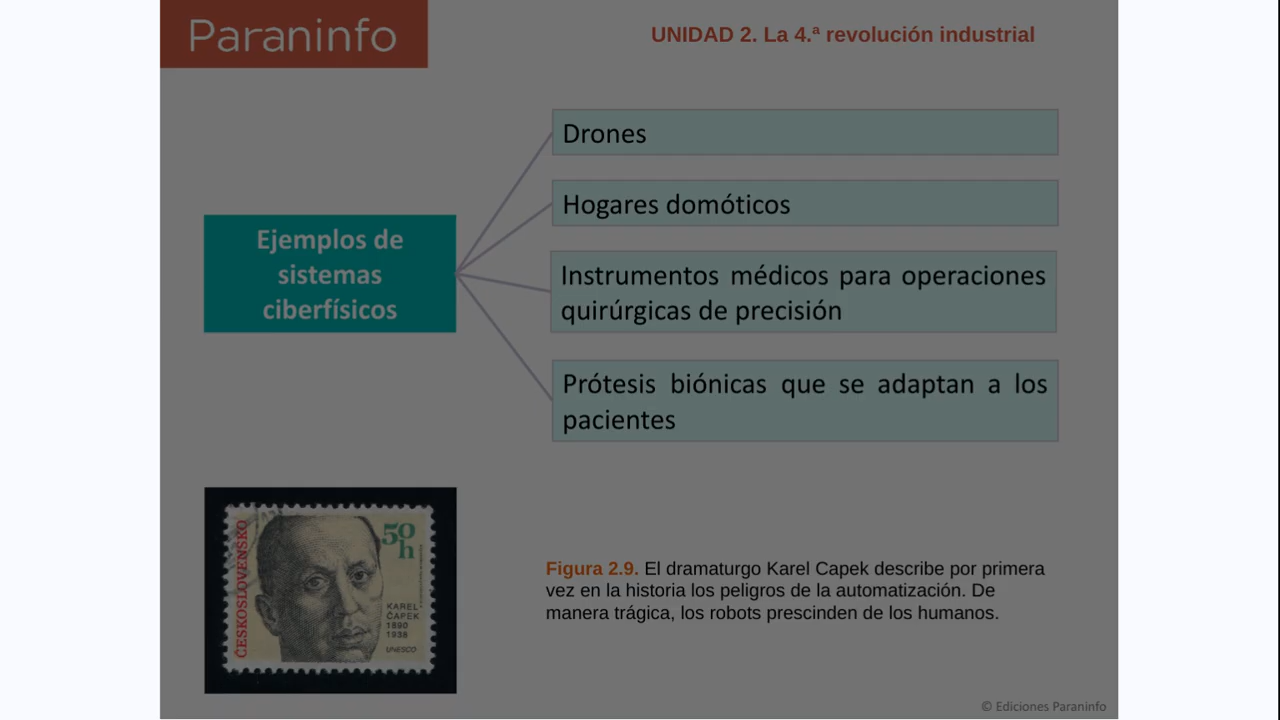 Paraninfo
UNIDAD 2. La 4.ª revolución industrial
Ejemplos de
sistemas
ciberfísicos
Drones
Hogares domóticos
Instrumentos médicos para operaciones
quirúrgicas de precisión
Prótesis biónicas que se adaptan a los
pacientes
ČESKOSLOVENSKO
50
h
KAREL
ČAPEK
1890
1938
UNESCO
Figura 2.9. El dramaturgo Karel Capek describe por primera
vez en la historia los peligros de la automatización. De
manera trágica, los robots prescinden de los humanos.
© Ediciones Paraninfo